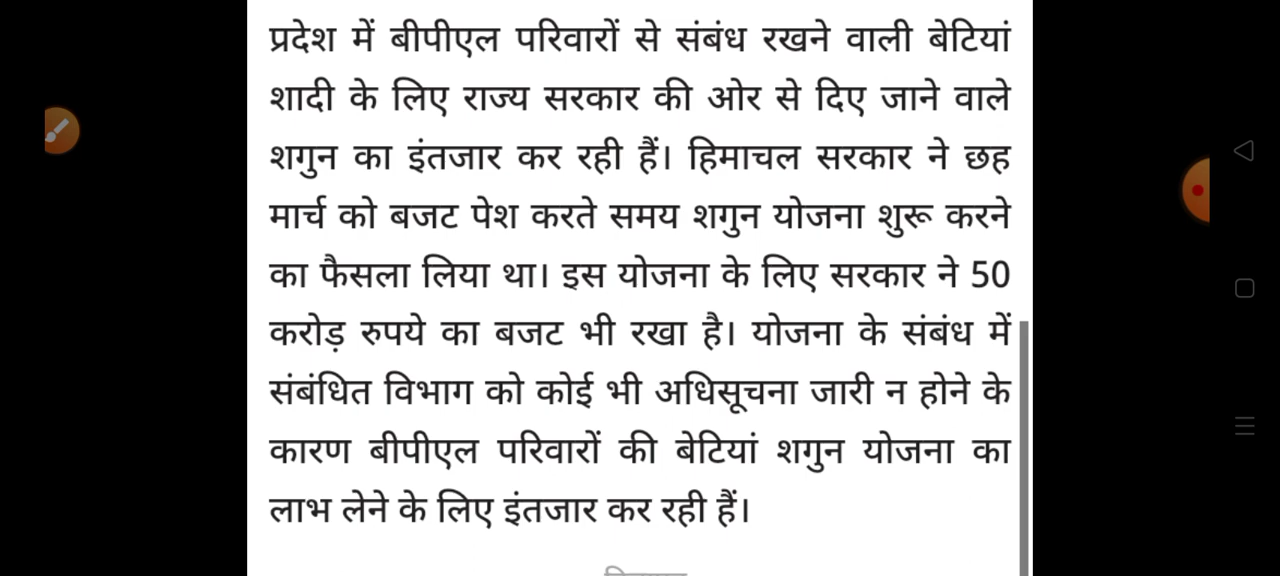 प्रदेश में बीपीएल परिवारों से संबंध रखने वाली बेटियां
शादी के लिए राज्य सरकार की ओर से दिए जाने वाले
शगुन का इंतजार कर रही हैं। हिमाचल सरकार ने छह
मार्च को बजट पेश करते समय शगुन योजना शुरू करने
का फैसला लिया था। इस योजना के लिए सरकार ने 50
करोड़ रुपये का बजट भी रखा है। योजना के संबंध में
संबंधित विभाग को कोई भी अधिसूचना जारी न होने के
कारण बीपीएल परिवारों की बेटियां शगुन योजना का
लाभ लेने के लिए इंतजार कर रही हैं।